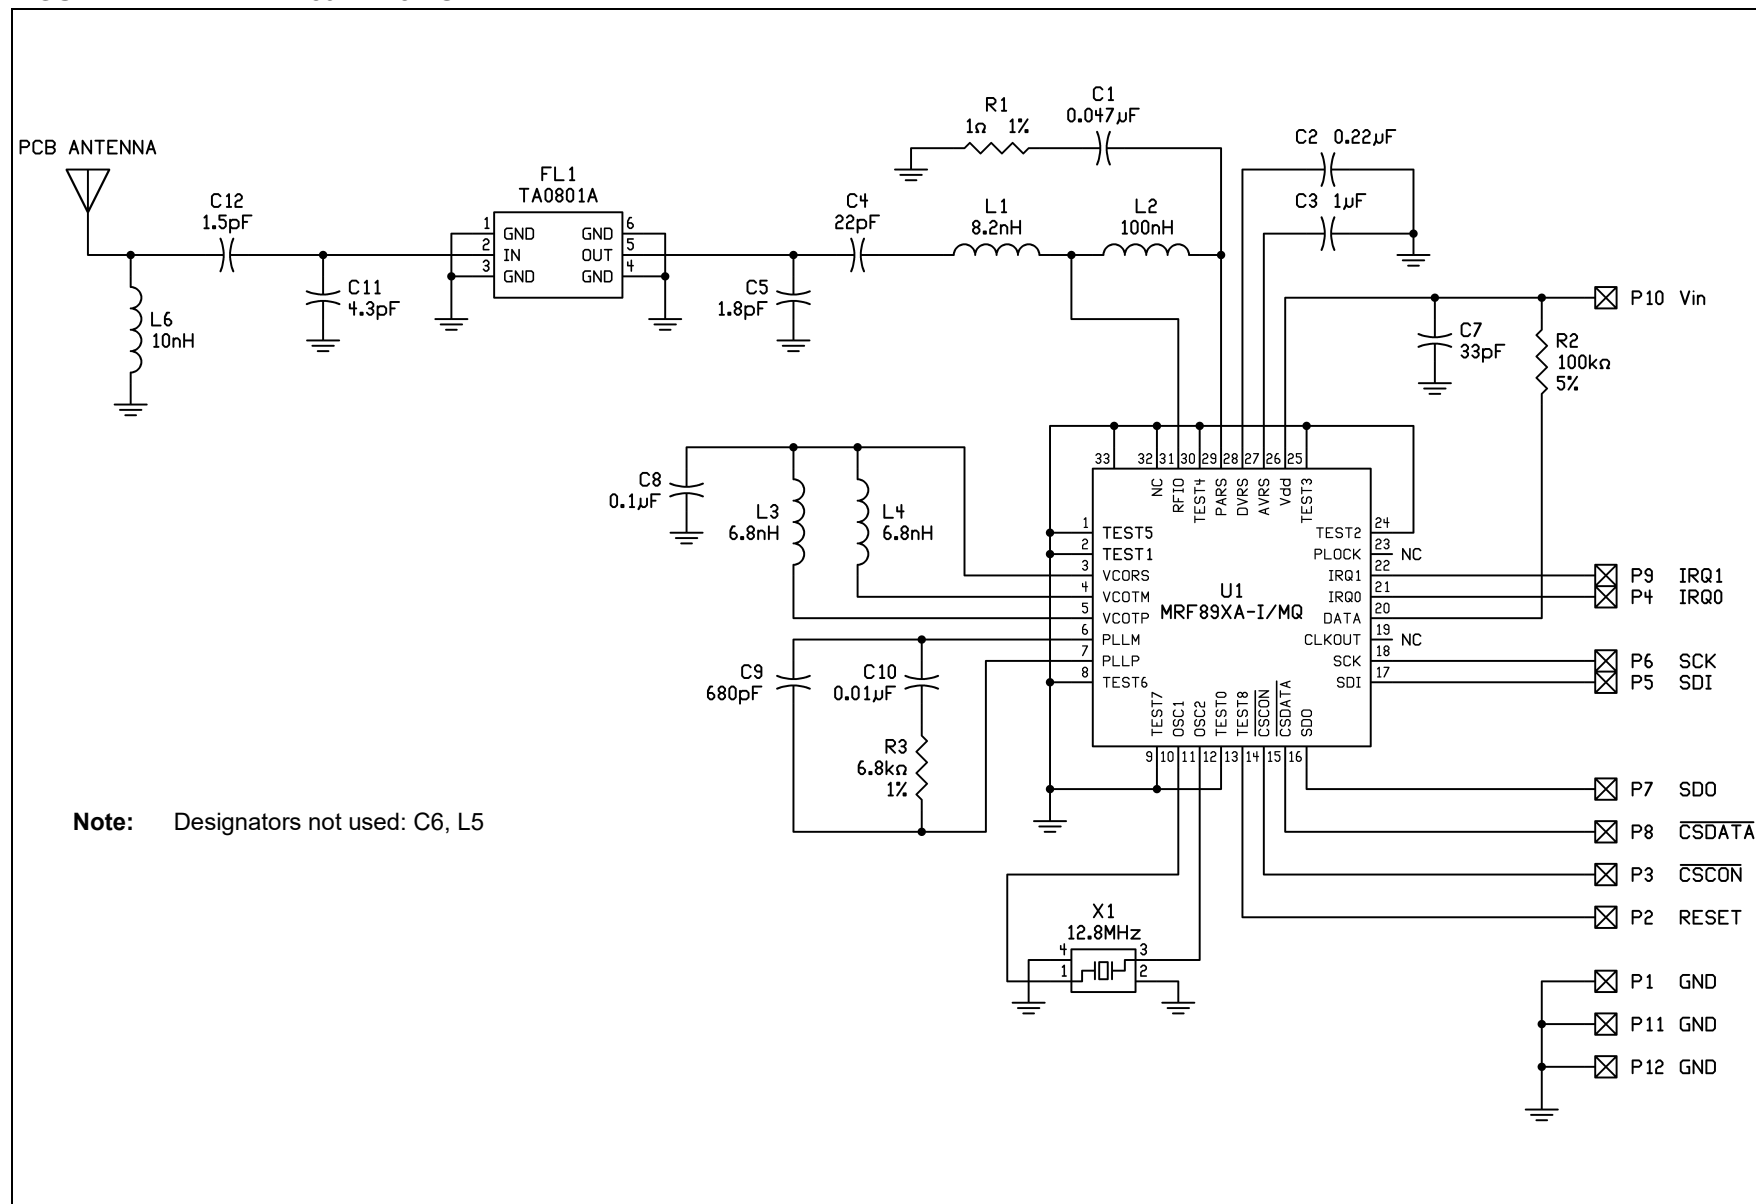 C1
0.047µF
R1
1Ω 1%
C2 0.22µF
C3 1µF
PCB ANTENNA
FL1
TA0801A
C12
1.5pF
C4
22pF
L1
8.2nH
L2
100nH
1 GND
2 IN
3 GND
GND 6
OUT 5
GND 4
C11
4.3pF
C5
1.8pF
L6
10nH
P10 Vin
C7
33pF
R2
100kΩ
5%
C8
0.1µF
L3
6.8nH
L4
6.8nH
33 32 31 30 29 28 27 26 25
NC RFIO TEST4 PARS DVRS AVRS Vdd TEST3
1 TEST5
2 TEST1
3 VCORS
4 VCOTM
5 VCOTP
6 PLLM
7 PLLP
8 TEST6
U1
MRF89XA-I/MQ
TEST2 24
PLOCK 23 NC
IRQ1 22
IRQ0 21
DATA 20
CLKOUT 19 NC
SCK 18
SDI 17
TEST7 OSC1 OSC2 TEST0 TEST8 CSCON CSDATA SDO
9 10 11 12 13 14 15 16
P9 IRQ1
P4 IRQ0
P6 SCK
P5 SDI
C9
680pF
C10
0.01µF
R3
6.8kΩ
1%
P7 SDO
P8 CSDATA
P3 CSCON
P2 RESET
Note: Designators not used: C6, L5
X1
12.8MHz
4 3
1 2
P1 GND
P11 GND
P12 GND